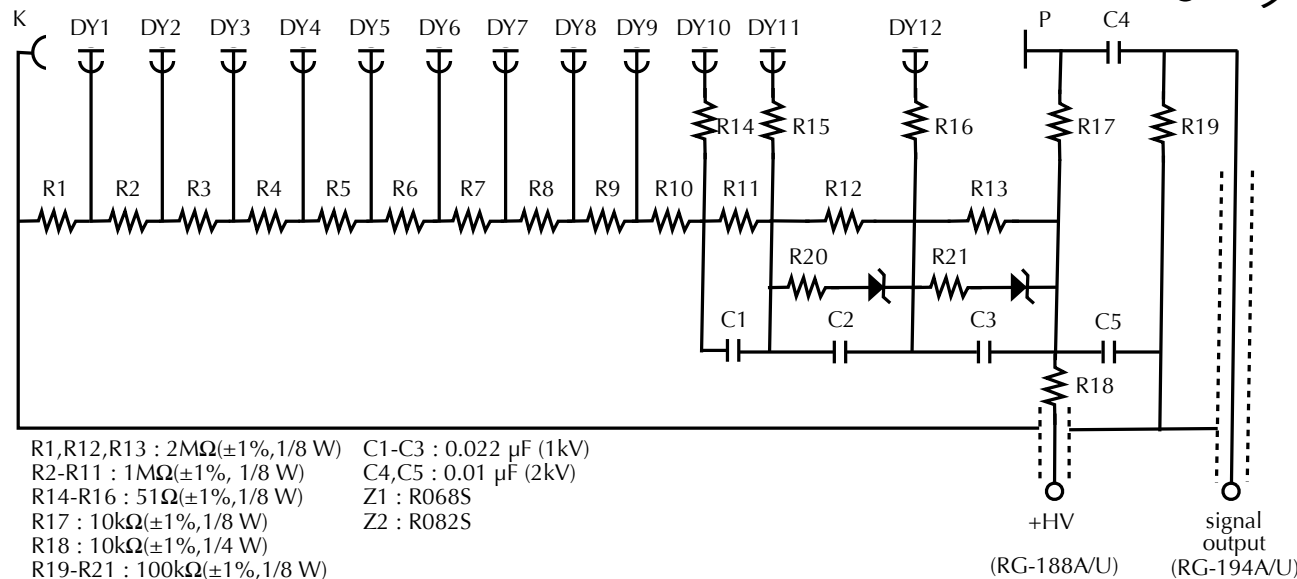 K DY1 DY2 DY3 DY4 DY5 DY6 DY7 DY8 DY9 DY10 DY11 DY12 P C4
R14 R15 R16 R17 R19
R1 R2 R3 R4 R5 R6 R7 R8 R9 R10 R11 R12 R13
R20 R21
C1 C2 C3 C5
R18
R1,R12,R13 : 2MΩ(±1%,1/8 W) C1-C3 : 0.022 µF (1kV)
R2-R11 : 1MΩ(±1%, 1/8 W) C4,C5 : 0.01 µF (2kV)
R14-R16 : 51Ω(±1%,1/8 W) Z1 : R068S
R17 : 10kΩ(±1%,1/8 W) Z2 : R082S
R18 : 10kΩ(±1%,1/4 W)
R19-R21 : 100kΩ(±1%,1/8 W)
+HV
(RG-188A/U)
signal
output
(RG-194A/U)